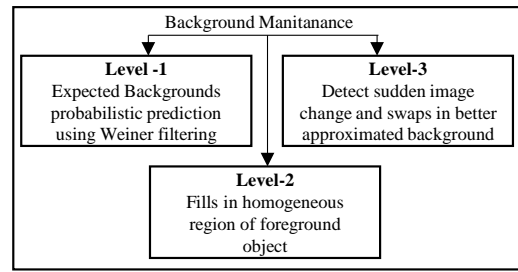 Background Manitanance
Level -1
Expected Backgrounds
probabilistic prediction
using Weiner filtering
Level-3
Detect sudden image
change and swaps in better
approximated background
Level-2
Fills in homogeneous
region of foreground
object